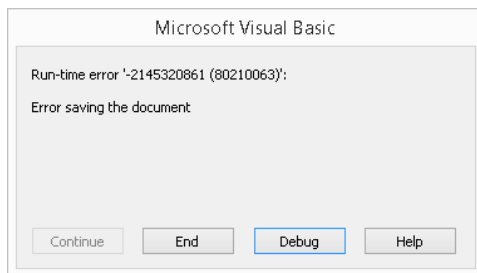 Microsoft Visual Basic
Run-time error '-2145320861 (80210063)':
Error saving the document
Continue End Debug Help